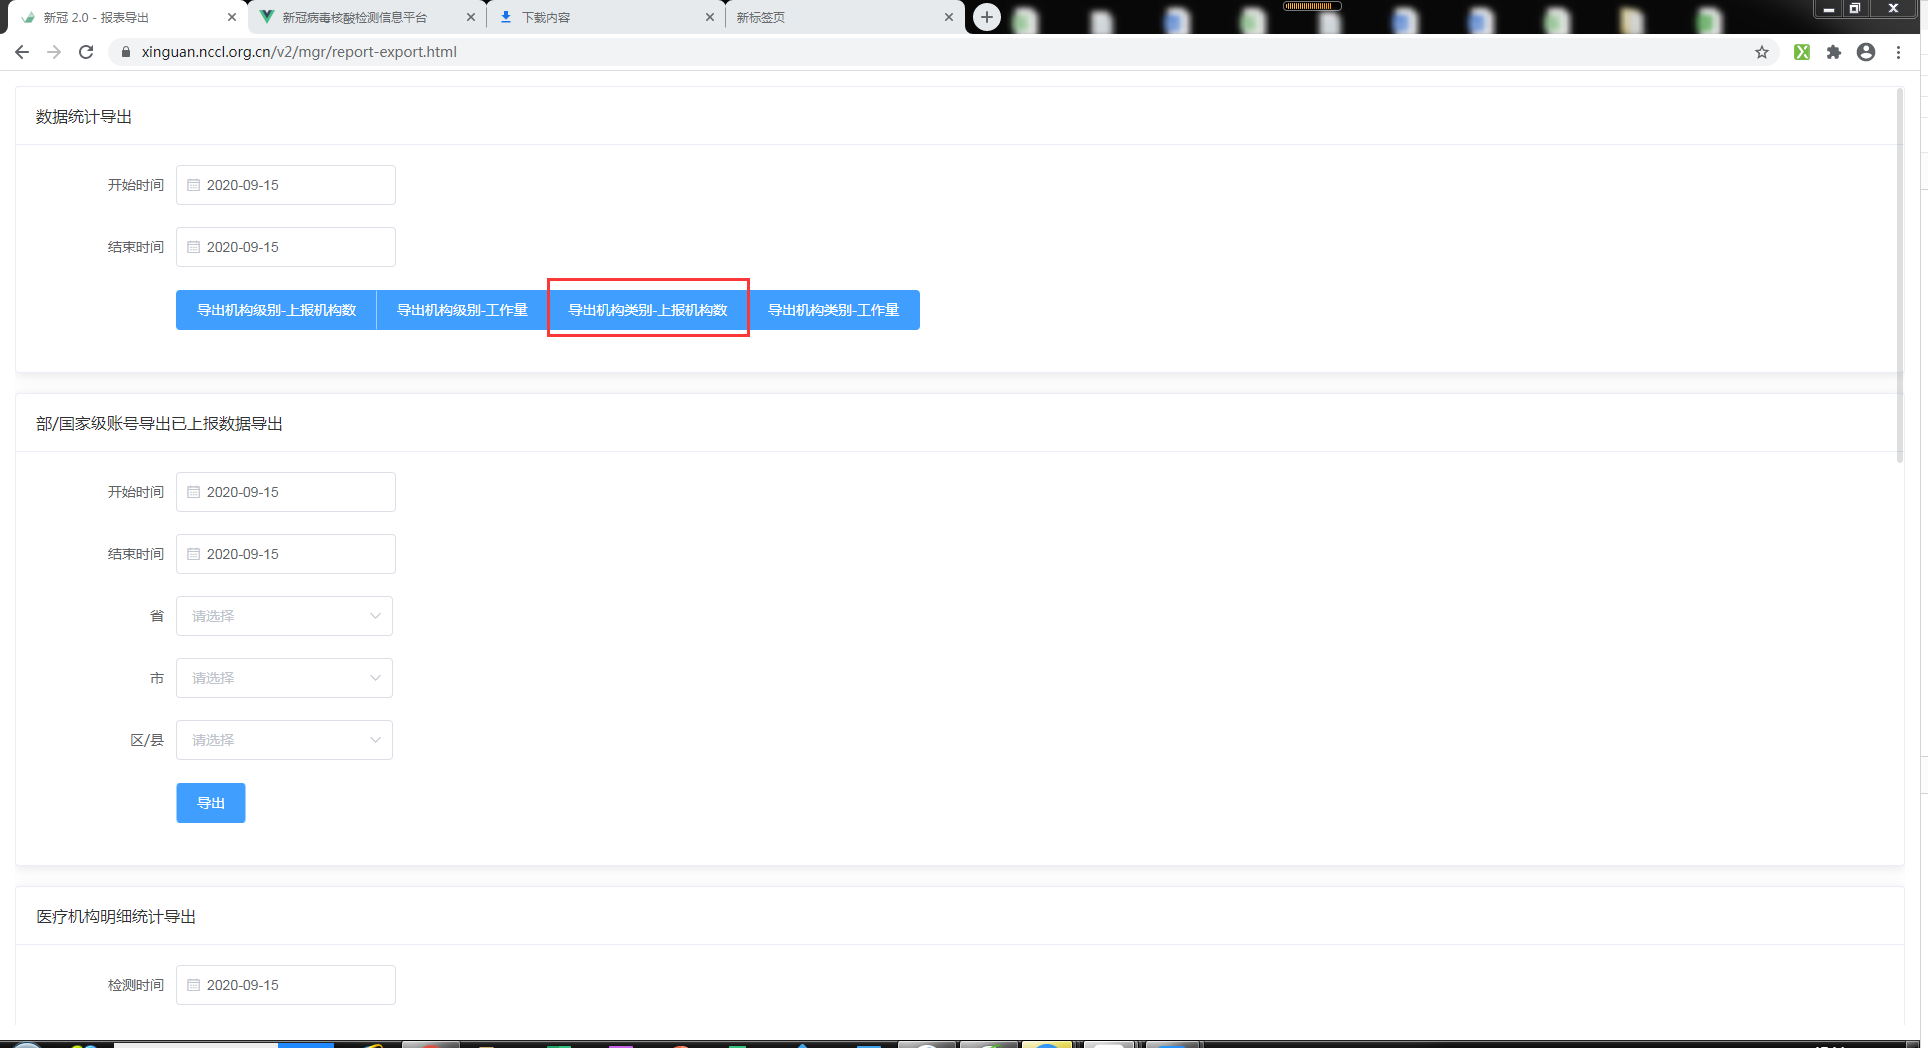 新冠 2.0 - 报表导出
新冠病毒核酸检测信息平台
下载内容
新标签页
xinguan.nccl.org.cn/v2/mgr/report-export.html
数据统计导出
开始时间 2020-09-15
结束时间 2020-09-15
导出机构级别-上报机构数 导出机构级别-工作量 导出机构类别-上报机构数 导出机构类别-工作量
部/国家级账号导出已上报数据导出
开始时间 2020-09-15
结束时间 2020-09-15
省 请选择
市 请选择
区/县 请选择
导出
医疗机构明细统计导出
检测时间 2020-09-15